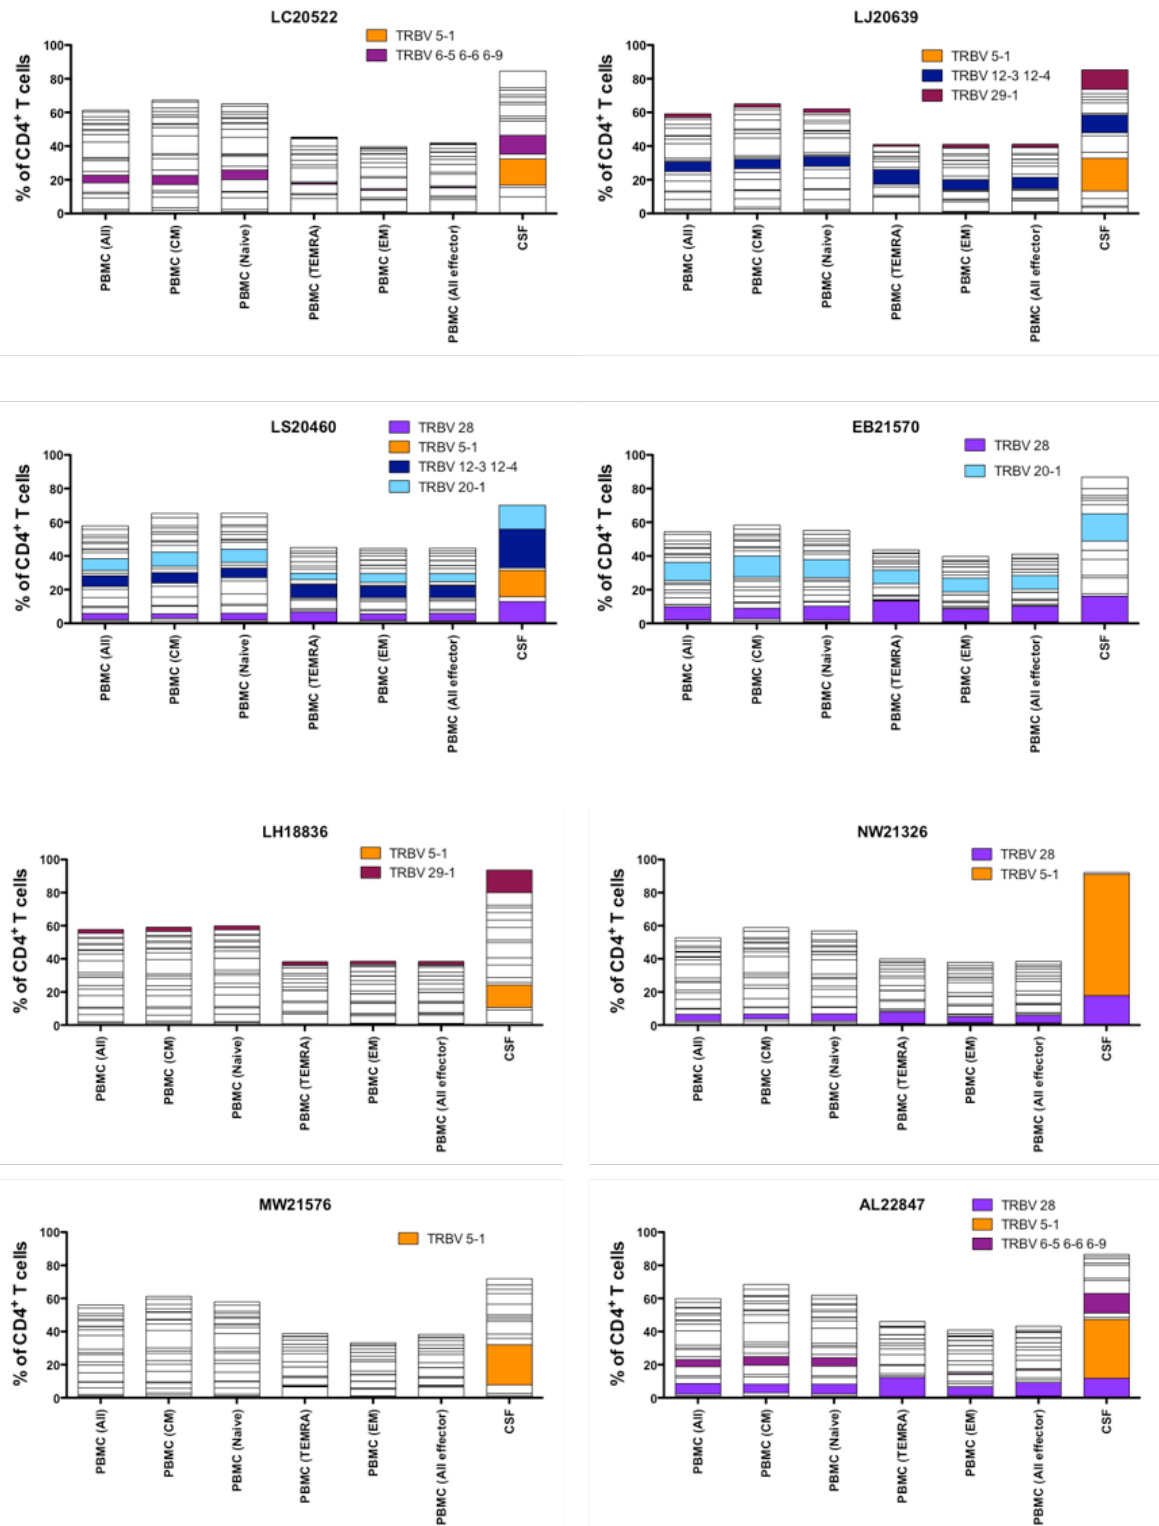 LC20522
TRBV 5-1
TRBV 6-5 6-6 6-9
% of CD4⁺ T cells
100
80
60
40
20
0
PBMC (All)
PBMC (CM)
PBMC (Naive)
PBMC (TEMRA)
PBMC (EM)
PBMC (All effector)
CSF
LJ20639
TRBV 5-1
TRBV 12-3 12-4
TRBV 29-1
% of CD4⁺ T cells
100
80
60
40
20
0
PBMC (All)
PBMC (CM)
PBMC (Naive)
PBMC (TEMRA)
PBMC (EM)
PBMC (All effector)
CSF
LS20460
TRBV 28
TRBV 5-1
TRBV 12-3 12-4
TRBV 20-1
% of CD4⁺ T cells
100
80
60
40
20
0
PBMC (All)
PBMC (CM)
PBMC (Naive)
PBMC (TEMRA)
PBMC (EM)
PBMC (All effector)
CSF
EB21570
TRBV 28
TRBV 20-1
% of CD4⁺ T cells
100
80
60
40
20
0
PBMC (All)
PBMC (CM)
PBMC (Naive)
PBMC (TEMRA)
PBMC (EM)
PBMC (All effector)
CSF
LH18836
TRBV 5-1
TRBV 29-1
% of CD4⁺ T cells
100
80
60
40
20
0
PBMC (All)
PBMC (CM)
PBMC (Naive)
PBMC (TEMRA)
PBMC (EM)
PBMC (All effector)
CSF
NW21326
TRBV 28
TRBV 5-1
% of CD4⁺ T cells
100
80
60
40
20
0
PBMC (All)
PBMC (CM)
PBMC (Naive)
PBMC (TEMRA)
PBMC (EM)
PBMC (All effector)
CSF
MW21576
TRBV 5-1
% of CD4⁺ T cells
100
80
60
40
20
0
PBMC (All)
PBMC (CM)
PBMC (Naive)
PBMC (TEMRA)
PBMC (EM)
PBMC (All effector)
CSF
AL22847
TRBV 28
TRBV 5-1
TRBV 6-5 6-6 6-9
% of CD4⁺ T cells
100
80
60
40
20
0
PBMC (All)
PBMC (CM)
PBMC (Naive)
PBMC (TEMRA)
PBMC (EM)
PBMC (All effector)
CSF